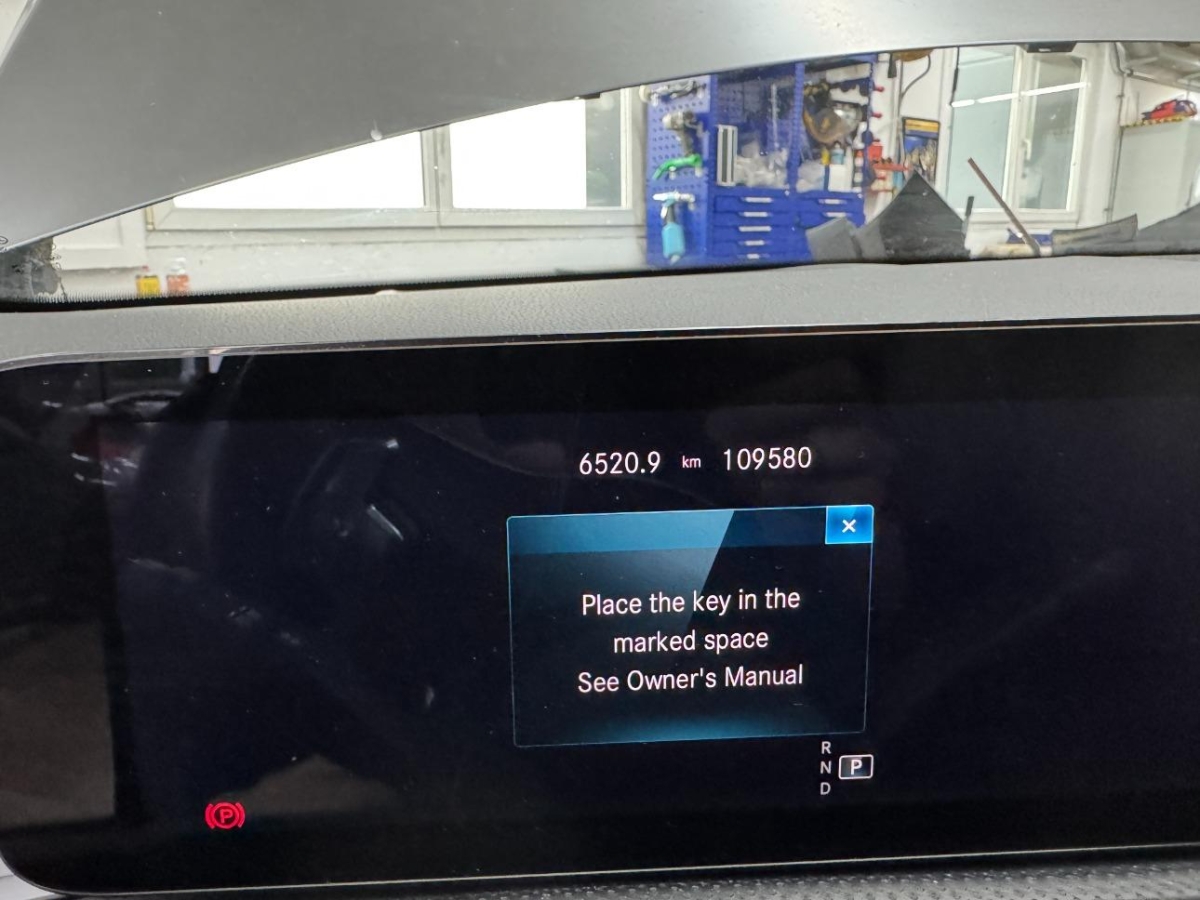 6520.9 km 109580
×
Place the key in the
marked space
See Owner's Manual
R
N P
D
(P)